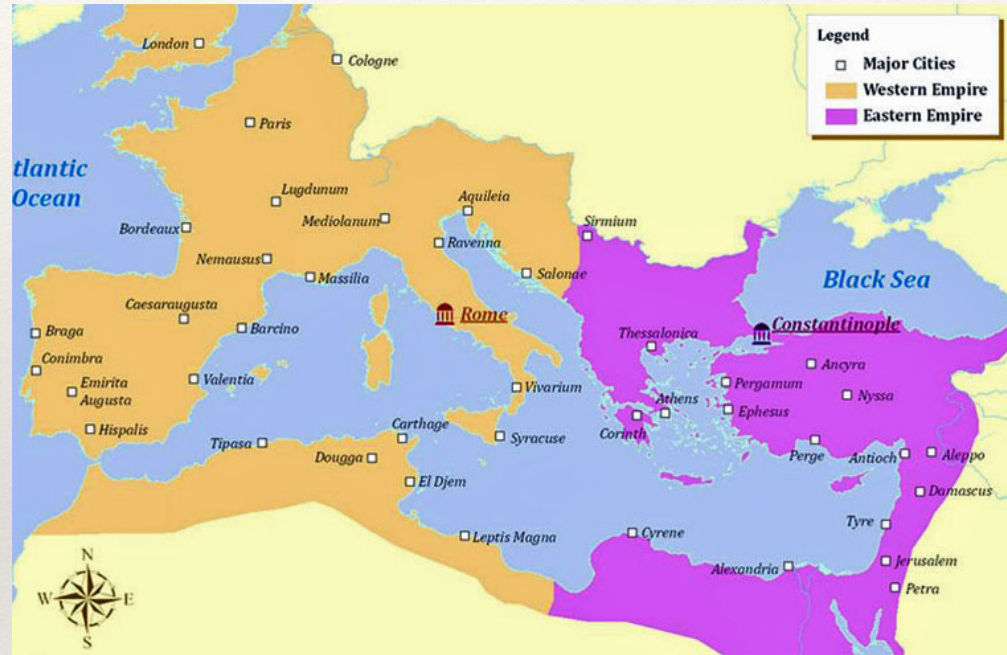 Legend
Major Cities
Western Empire
Eastern Empire
London
Cologne
Paris
tlantic
Ocean
Lugdunum
Aquileia
Mediolanum
Sirmium
Bordeaux
Ravenna
Nemausus
Salonae
Massilia
Black Sea
Caesaraugusta
Rome
Constantinople
Braga
Barcino
Thessalonica
Conimbra
Ancyra
Emirita
Augusta
Valentia
Vivarium
Pergamum
Nyssa
Athens
Ephesus
Hispalis
Carthage
Corinth
Tipasa
Syracuse
Dougga
Perge
Antioch
Aleppo
El Djem
Damascus
Tyre
Leptis Magna
Cyrene
Jerusalem
Alexandria
Petra
N
W
E
S